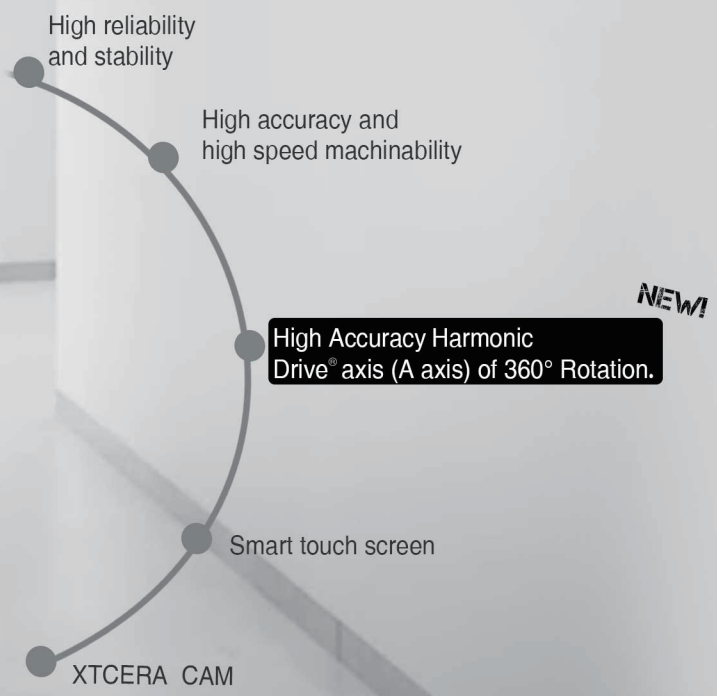 High reliability
and stability
High accuracy and
high speed machinability
NEW!
High Accuracy Harmonic
Drive® axis (A axis) of 360° Rotation.
Smart touch screen
XTCERA CAM